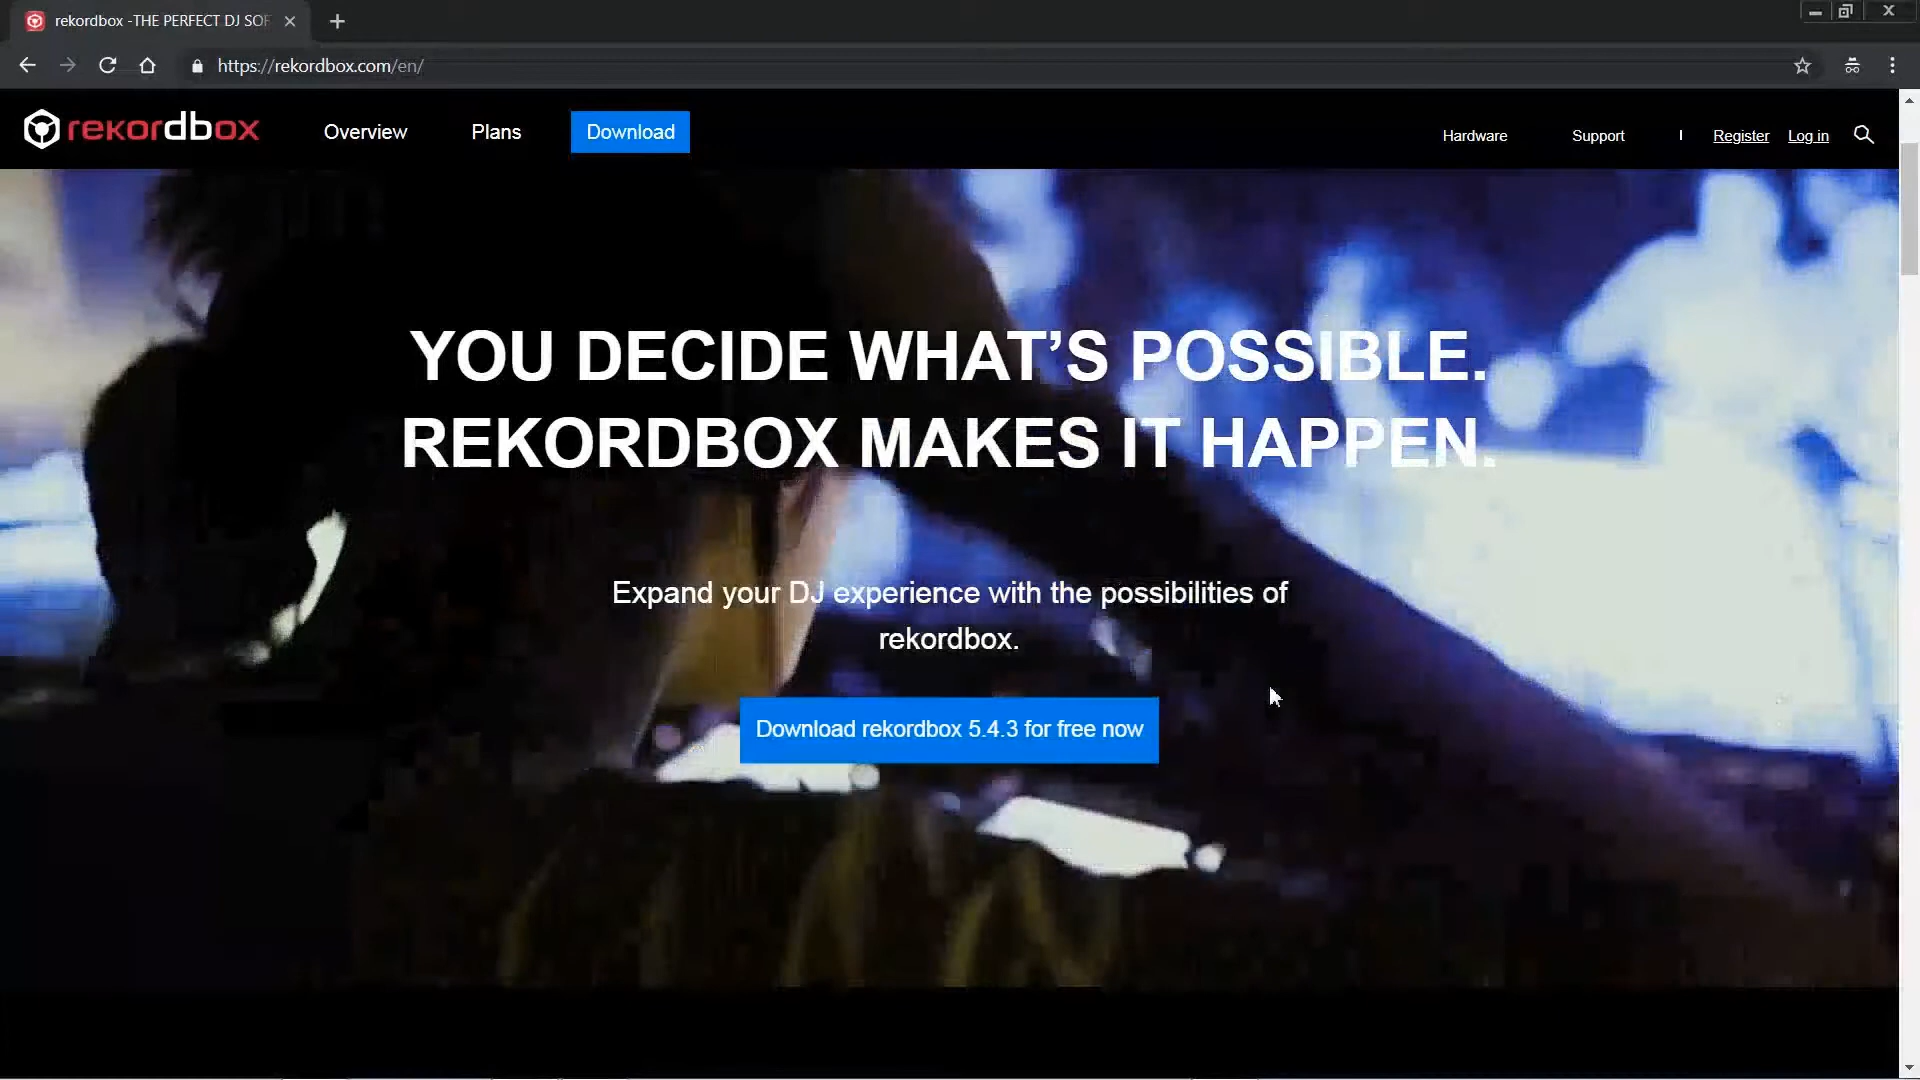 rekordbox -THE PERFECT DJ SOF
https://rekordbox.com/en/
rekordbox
Overview
Plans
Download
Hardware
Support
Register
Log in
YOU DECIDE WHAT’S POSSIBLE.
REKORDBOX MAKES IT HAPPEN.
Expand your DJ experience with the possibilities of
rekordbox.
Download rekordbox 5.4.3 for free now